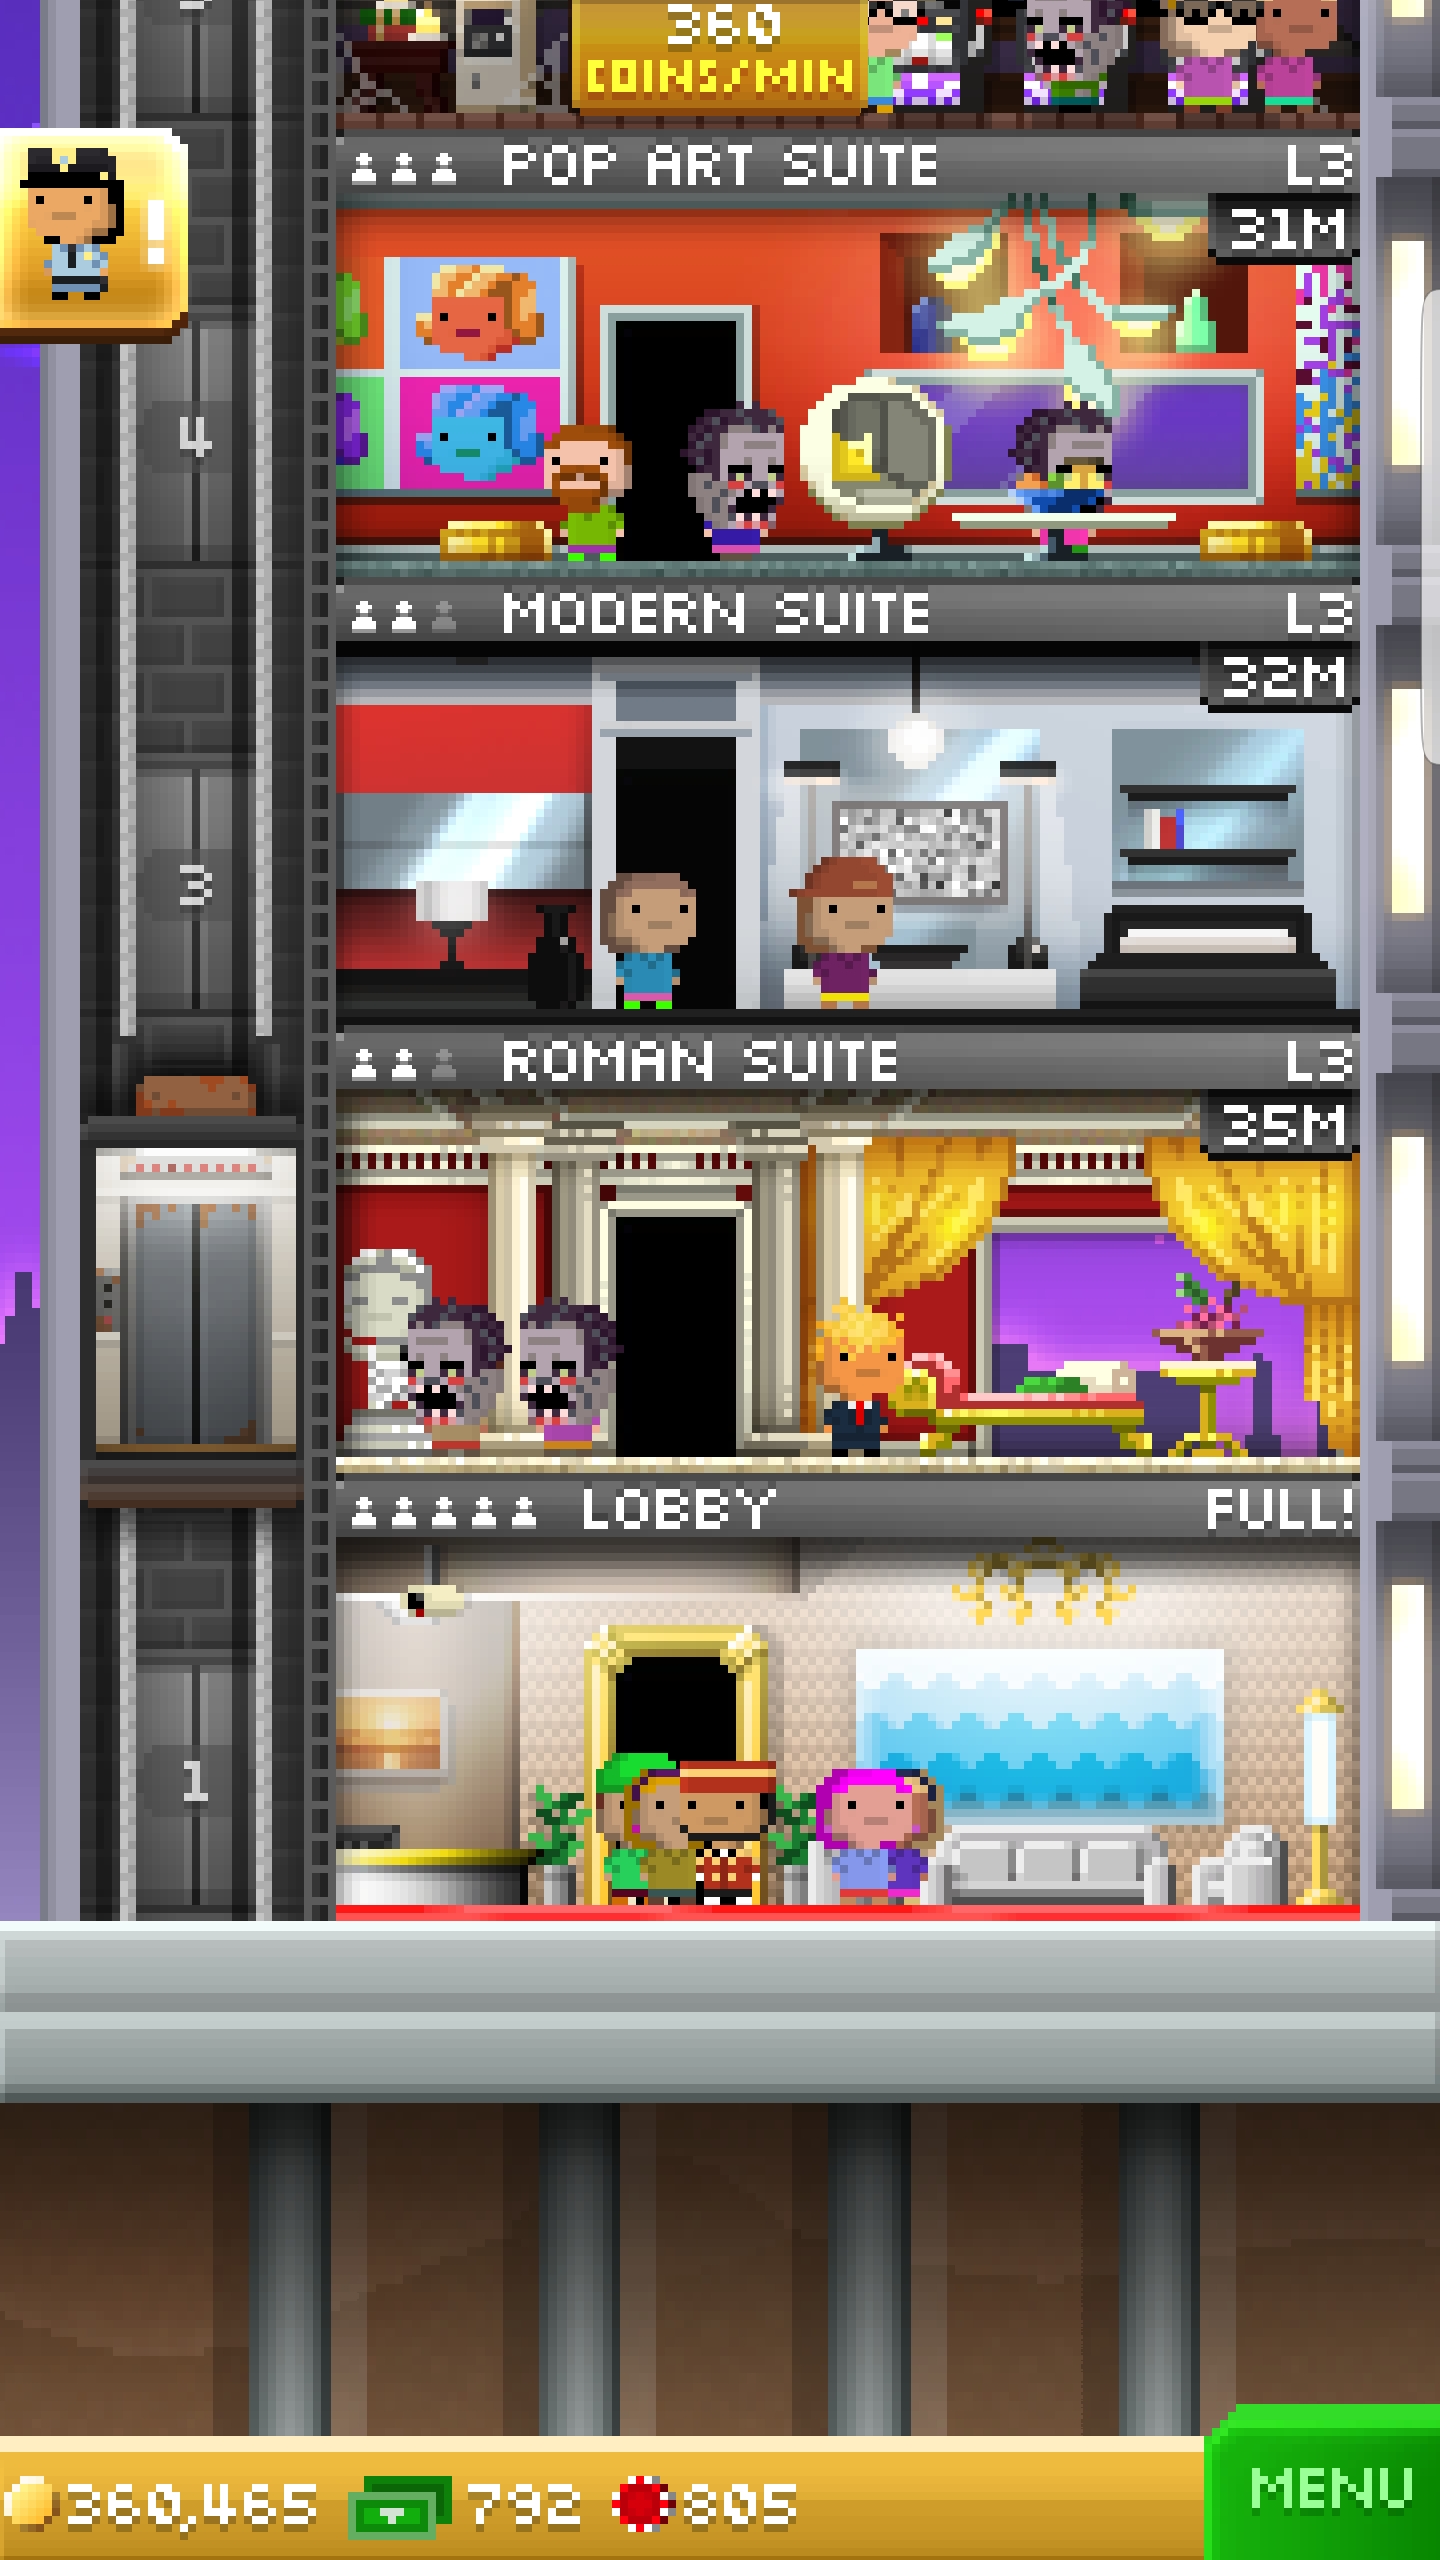 360
COINS/MIN
POP ART SUITE L3
31M
!
4
MODERN SUITE L3
32M
3
ROMAN SUITE L3
35M
LOBBY FULL!
1
360,465 792 805
MENU